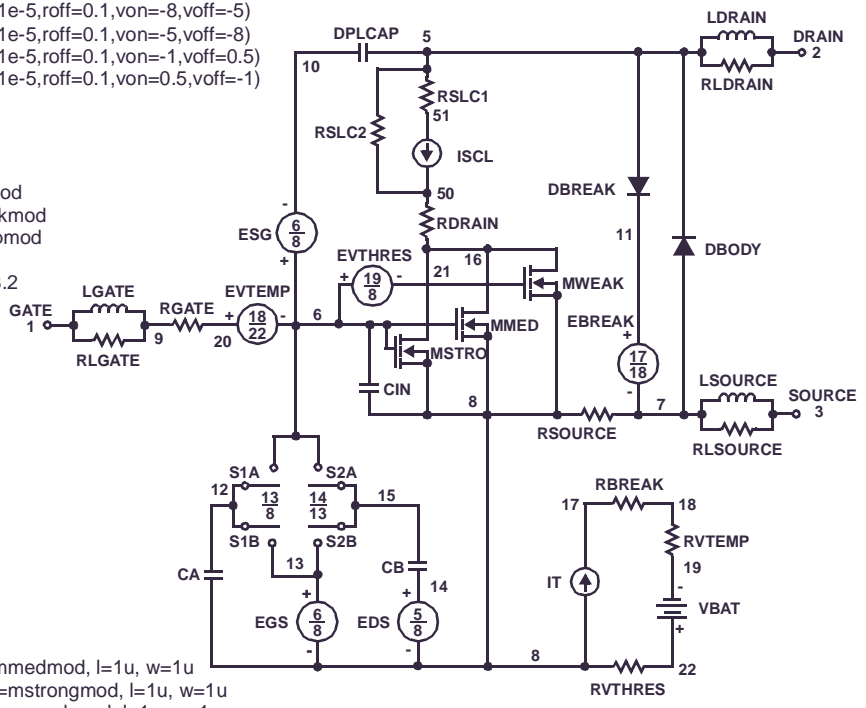 1e-5,roff=0.1,von=-8,voff=-5)
1e-5,roff=0.1,von=-5,voff=-8)
1e-5,roff=0.1,von=-1,voff=0.5)
1e-5,roff=0.1,von=0.5,voff=-1)
LDRAIN
DPLCAP 5 DRAIN
2
10
RLDRAIN
RSLC1
51
RSLC2
ISCL
od
kmod
omod
50
DBREAK
RDRAIN
ESG 6
8
- +
11
DBODY
EVTHRES
16
21
+ 19 -
8
MWEAK
LGATE
EVTEMP
GATE
1
RGATE
+ 18 -
22
6
MMED
EBREAK
+
9
20
MSTRO
17
18
-
RLGATE
LSOURCE
CIN
8
7
SOURCE
3
RSOURCE
RLSOURCE
S1A S2A
12
13
8
14
13
15
RBREAK
17 18
S1B S2B
RVTEMP
13
CA
CB
19
IT
14
-
VBAT
+ +
EGS 6
8
EDS 5
8
+
- -
8
22
RVTHRES
mmedmod, l=1u, w=1u
=mstrongmod, l=1u, w=1u